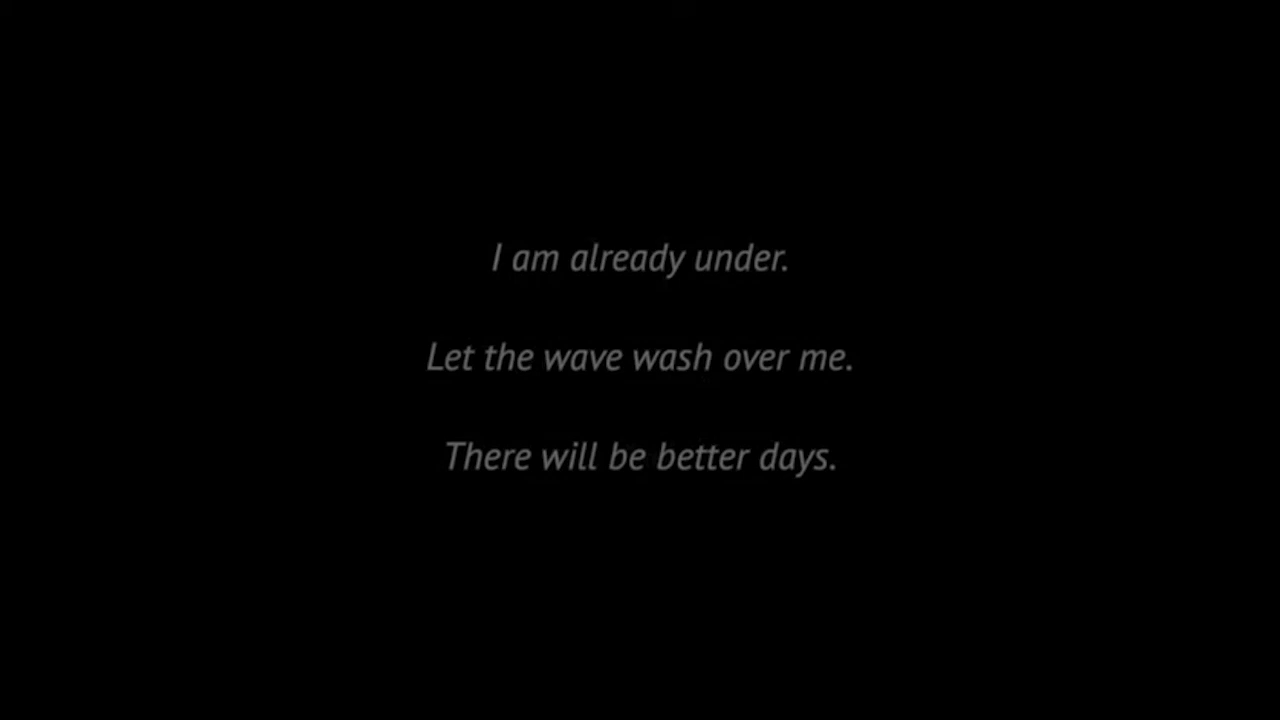 I am already under.
Let the wave wash over me.
There will be better days.